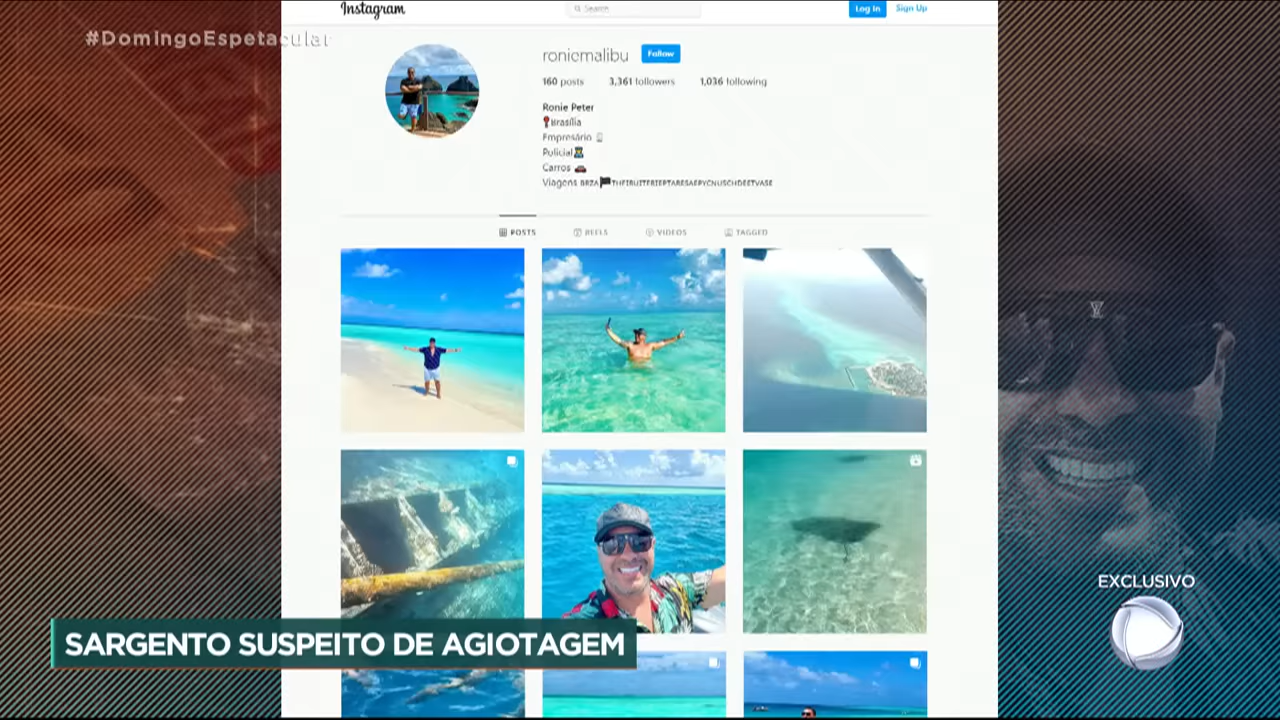 Instagram
Search
Log In
Sign Up
#DomingoEspetacular
roniemalibu
Follow
160 posts
3,361 followers
1,036 following
Ronie Peter
Brasília
Empresário
Policial
Carros
Viagens
POSTS
REELS
VIDEOS
TAGGED
EXCLUSIVO
SARGENTO SUSPEITO DE AGIOTAGEM